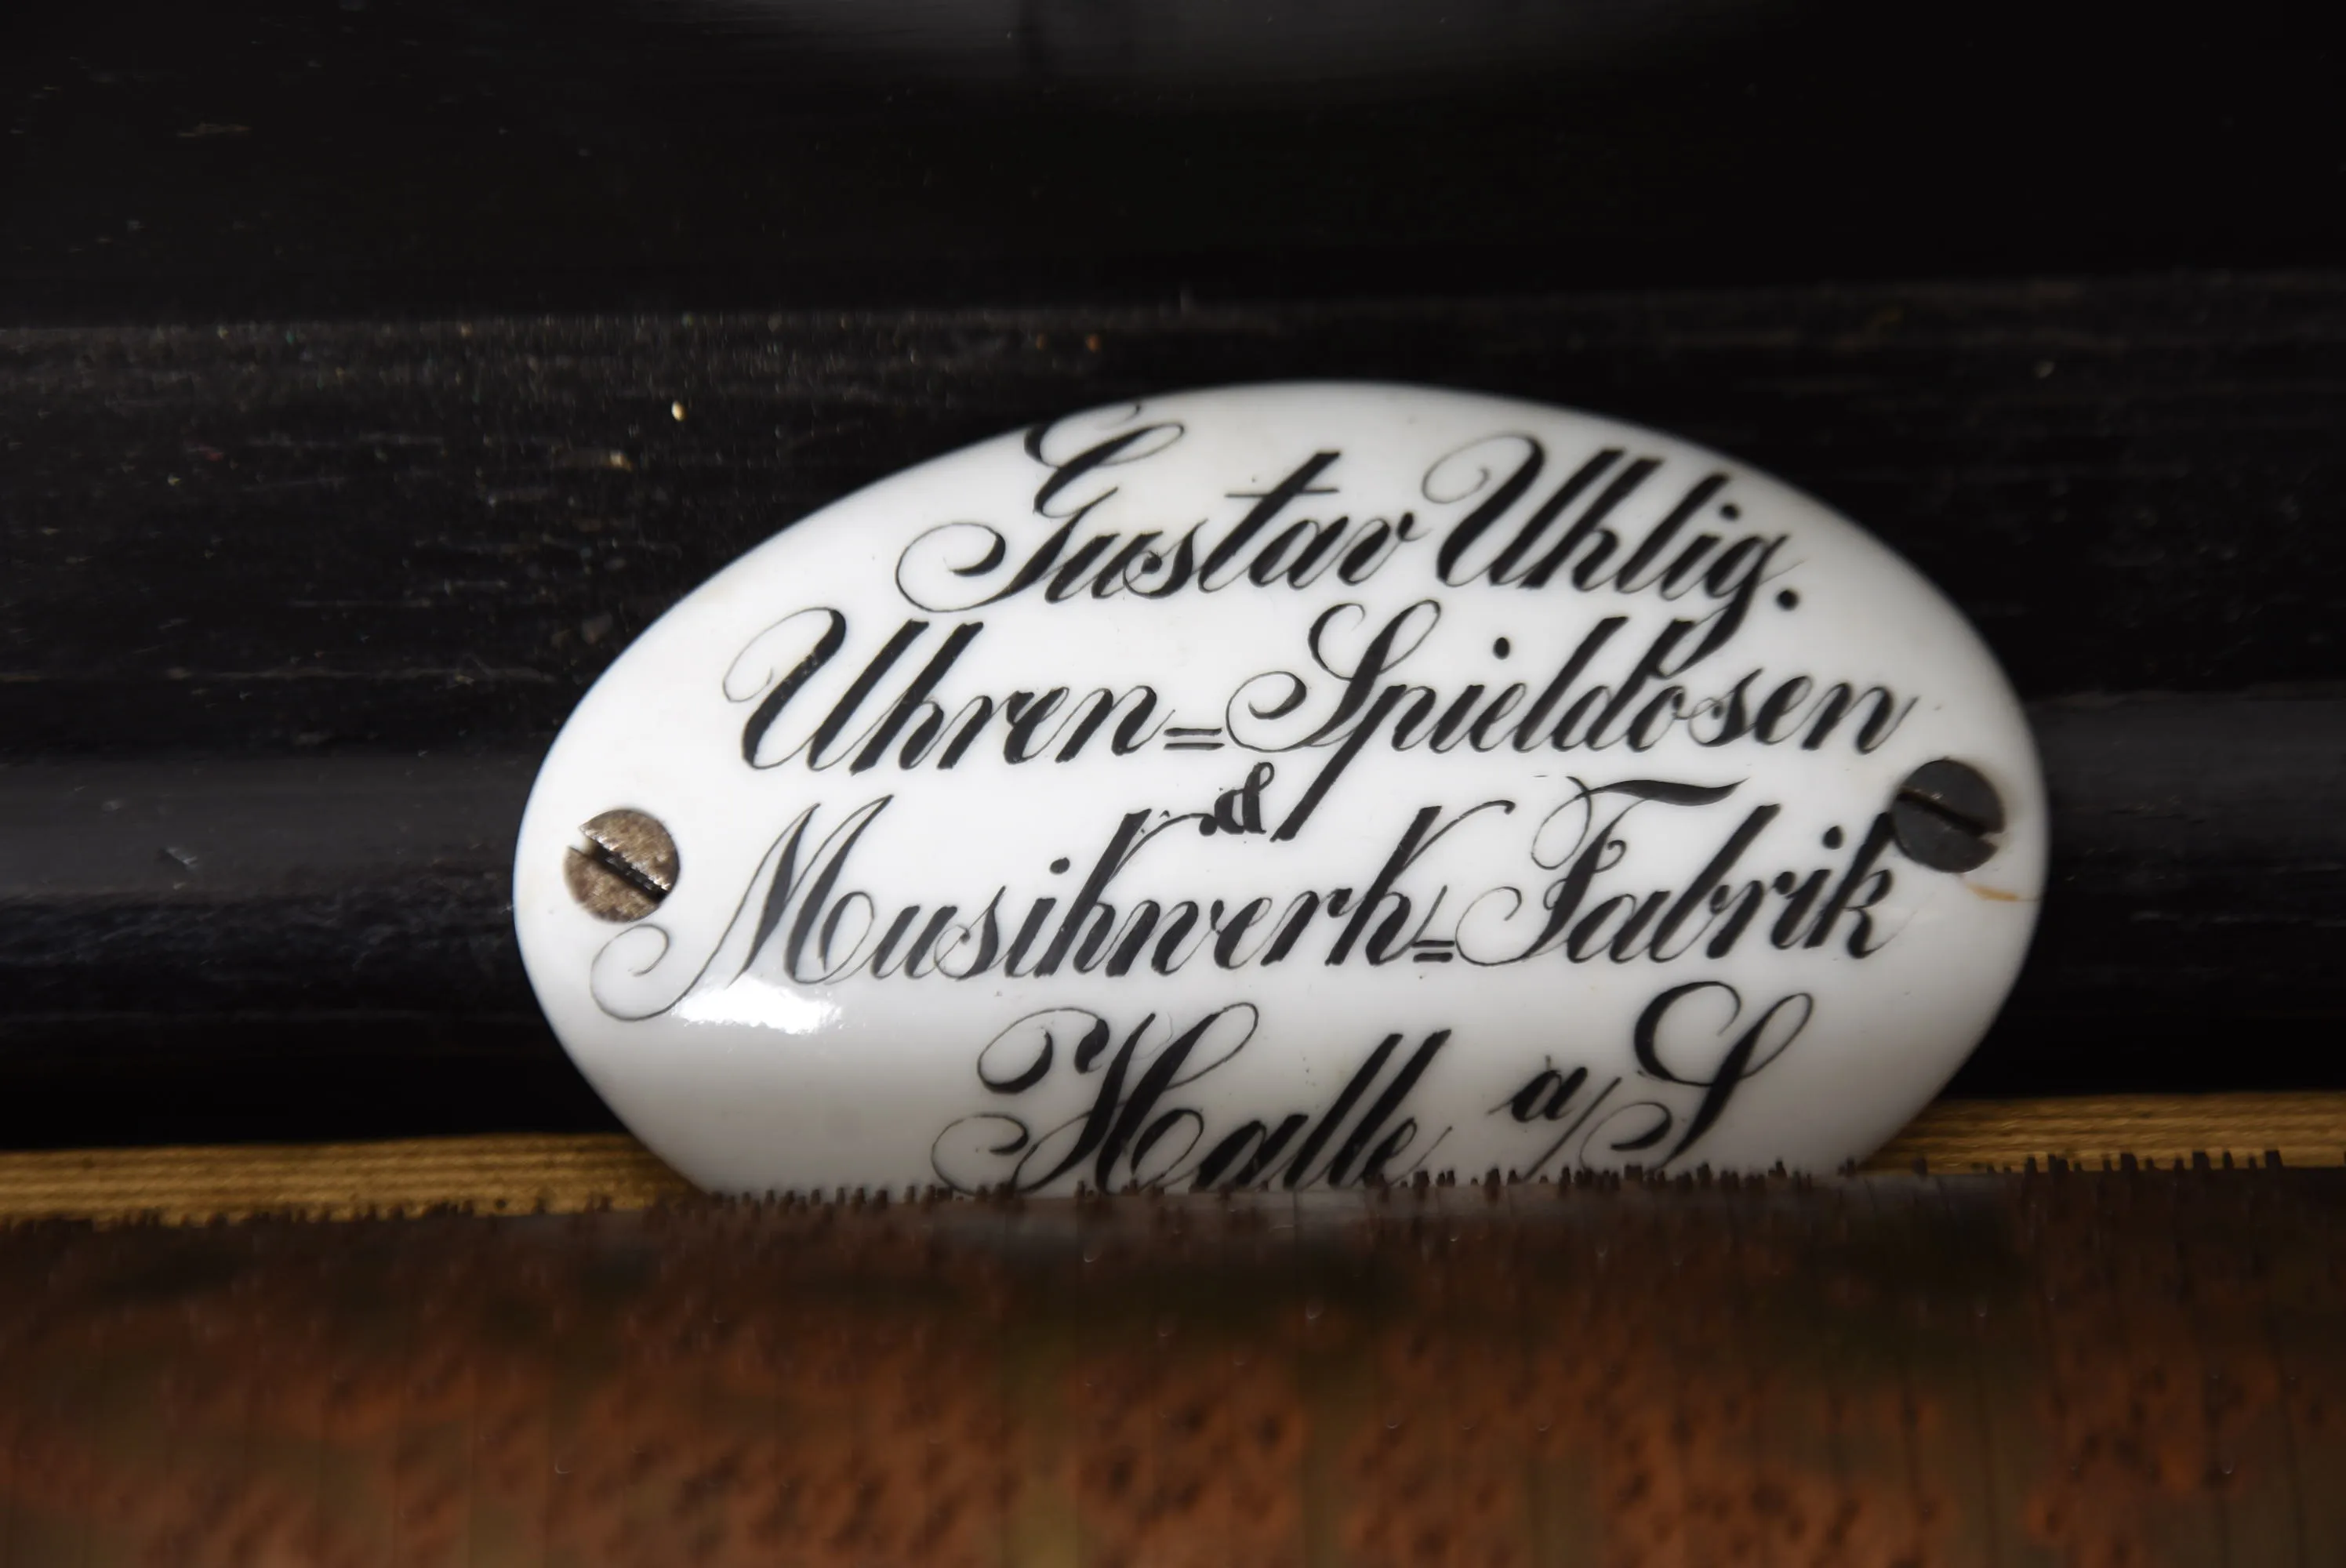 Gustav Uhlig.
Uhren=Spieldosen
&
Musikwerk=Fabrik
Halle a/S